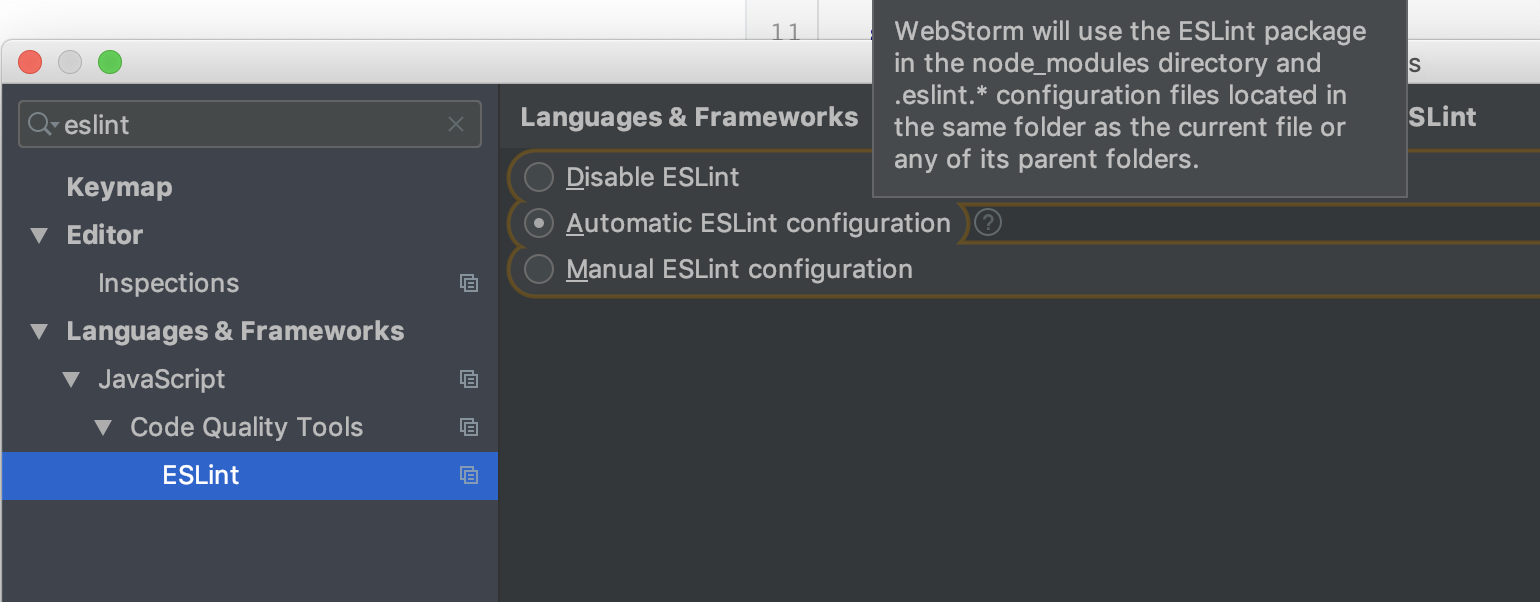 11
WebStorm will use the ESLint package
in the node_modules directory and
.eslint.* configuration files located in
the same folder as the current file or
any of its parent folders.
s
eslint
Keymap
Editor
Inspections
Languages & Frameworks
JavaScript
Code Quality Tools
ESLint
Languages & Frameworks SLint
Disable ESLint
Automatic ESLint configuration ?
Manual ESLint configuration